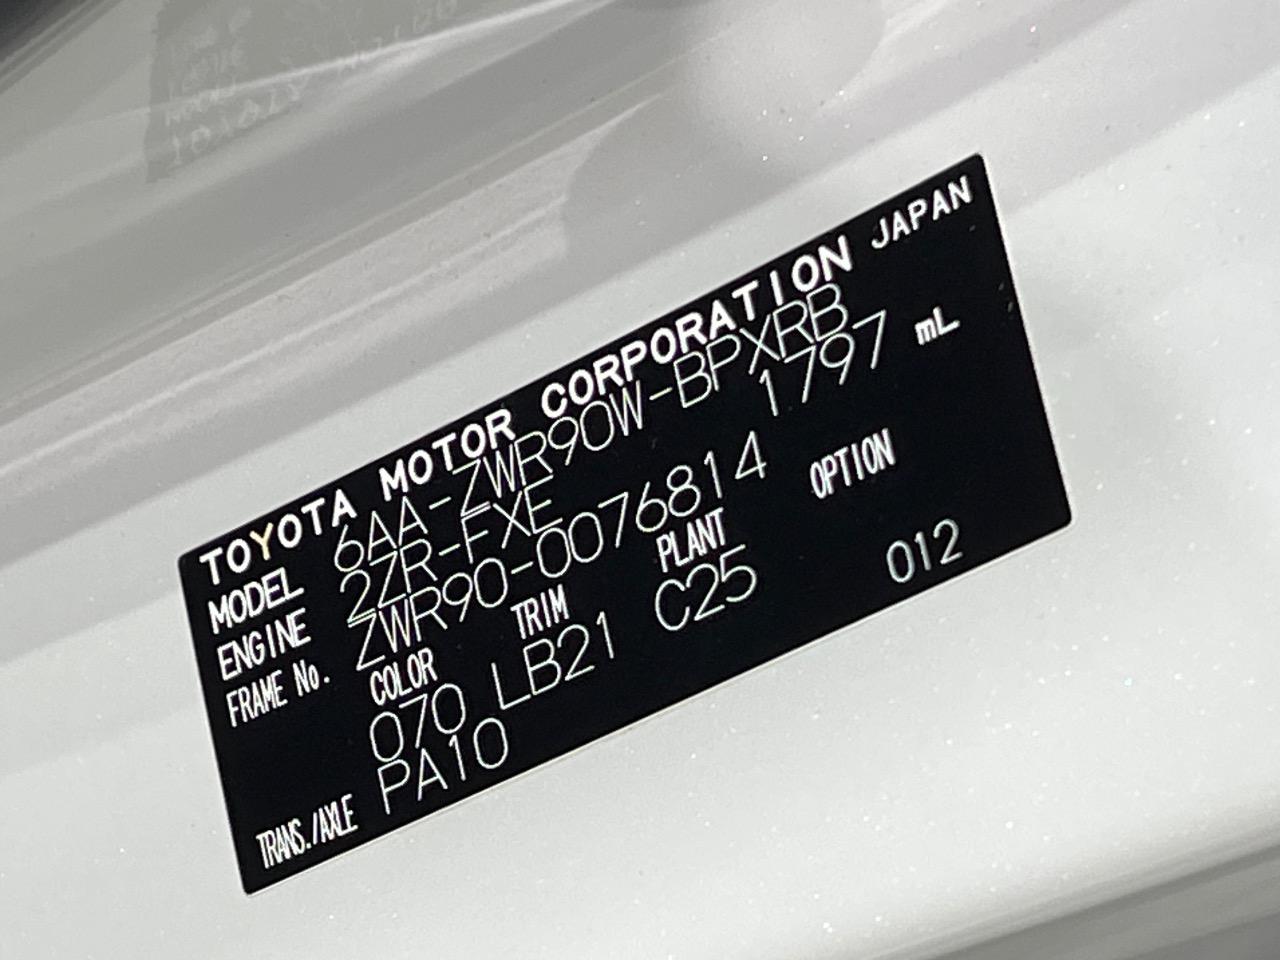 TOYOTA MOTOR CORPORATION JAPAN
MODEL 6AA-ZWR90W-BPXRB
ENGINE 2ZR-FXE 1797 mL
FRAME No. ZWR90-0076814
COLOR TRIM PLANT OPTION
070 LB21 C25 012
TRANS./AXLE PA10